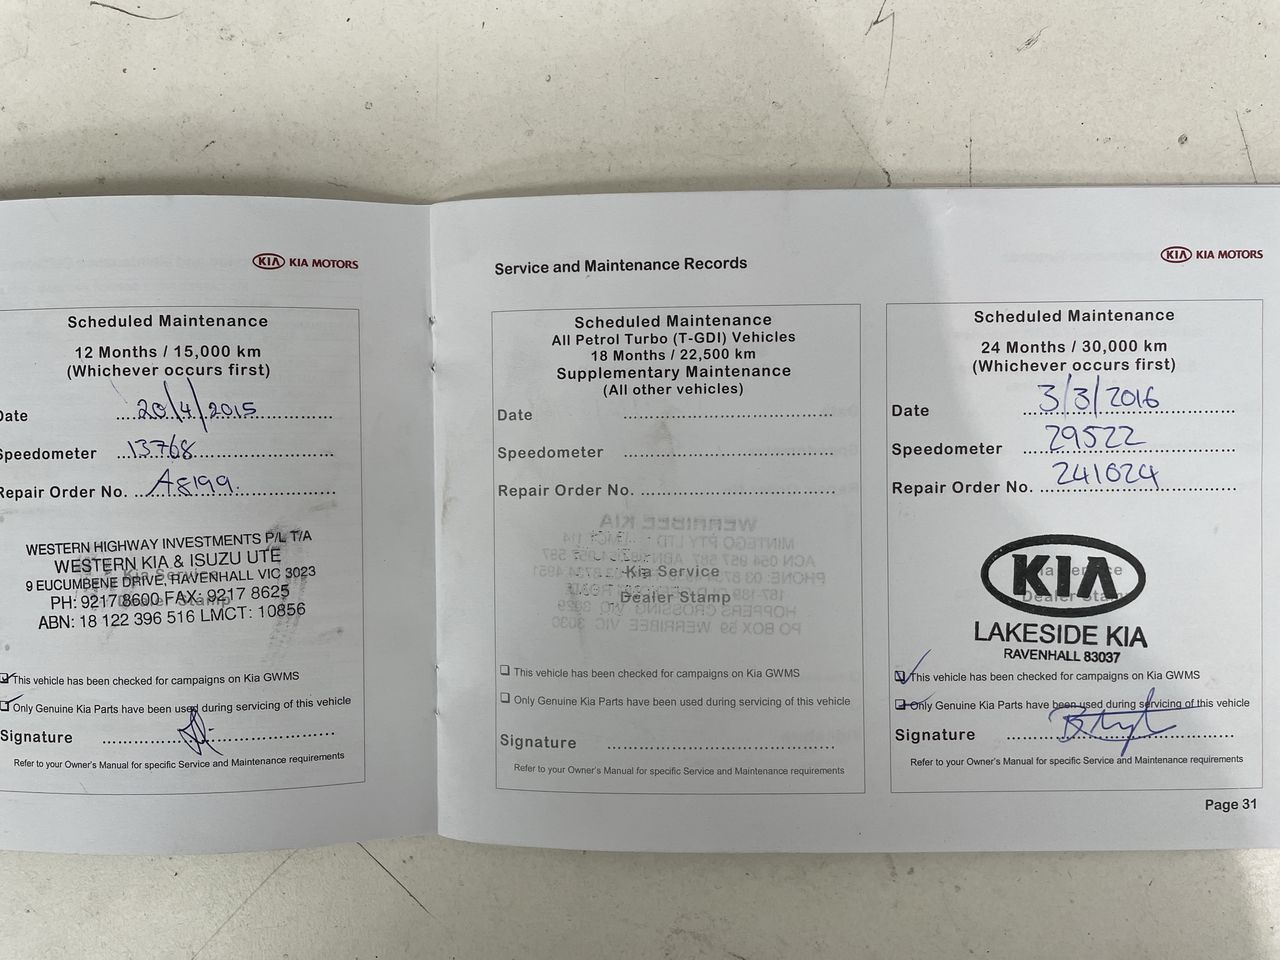 KIA KIA MOTORS
Scheduled Maintenance
12 Months / 15,000 km
(Whichever occurs first)
Date 20/4/2015
Speedometer 13768
Repair Order No. A8199
WESTERN HIGHWAY INVESTMENTS P/L T/A
WESTERN KIA & ISUZU UTE
9 EUCUMBENE DRIVE, RAVENHALL VIC 3023
PH: 9217 8600 FAX: 9217 8625
ABN: 18 122 396 516 LMCT: 10856
Kia Service
Dealer Stamp
This vehicle has been checked for campaigns on Kia GWMS
Only Genuine Kia Parts have been used during servicing of this vehicle
Signature
Refer to your Owner's Manual for specific Service and Maintenance requirements
Service and Maintenance Records
Scheduled Maintenance
All Petrol Turbo (T-GDI) Vehicles
18 Months / 22,500 km
Supplementary Maintenance
(All other vehicles)
Date
Speedometer
Repair Order No.
Kia Service
Dealer Stamp
This vehicle has been checked for campaigns on Kia GWMS
Only Genuine Kia Parts have been used during servicing of this vehicle
Signature
Refer to your Owner's Manual for specific Service and Maintenance requirements
KIA KIA MOTORS
Scheduled Maintenance
24 Months / 30,000 km
(Whichever occurs first)
Date 3/3/2016
Speedometer 29522
Repair Order No. 241024
KIA
Kia Service
Dealer Stamp
LAKESIDE KIA
RAVENHALL 83037
This vehicle has been checked for campaigns on Kia GWMS
Only Genuine Kia Parts have been used during servicing of this vehicle
Signature
Refer to your Owner's Manual for specific Service and Maintenance requirements
Page 31